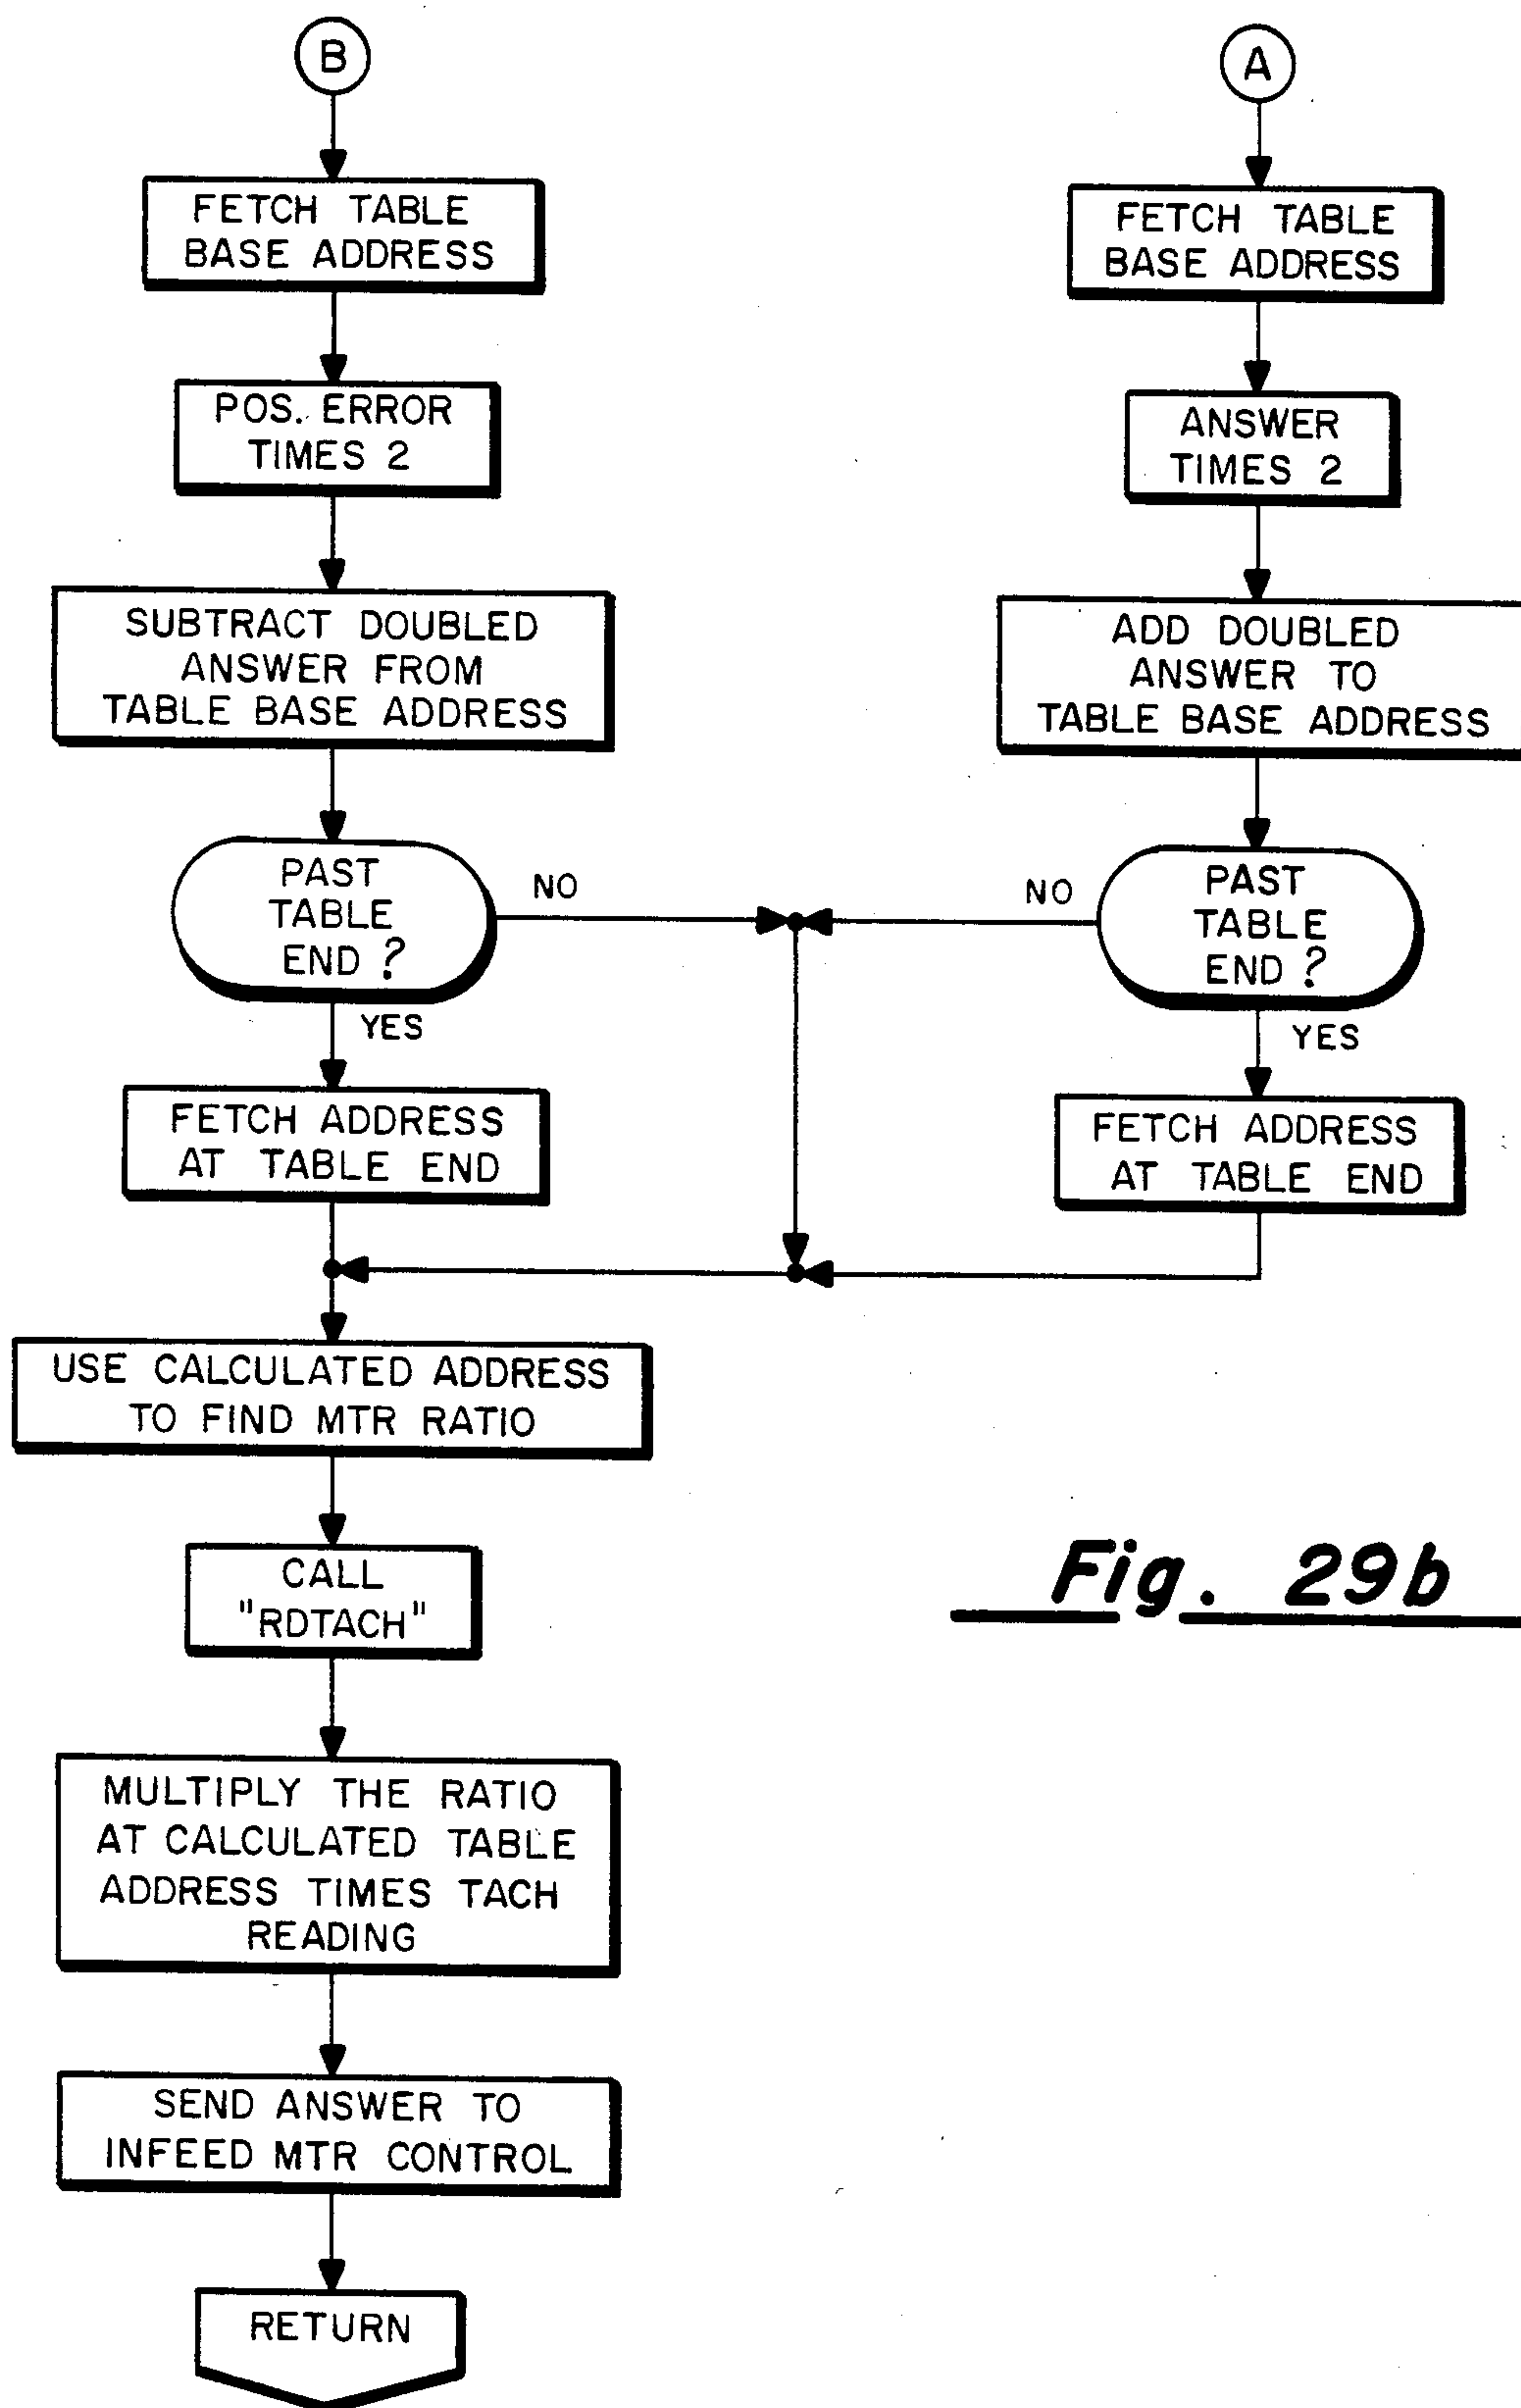 B
FETCH TABLE
BASE ADDRESS
POS. ERROR
TIMES 2
SUBTRACT DOUBLED
ANSWER FROM
TABLE BASE ADDRESS
PAST
TABLE
END ?
NO
YES
FETCH ADDRESS
AT TABLE END
A
FETCH TABLE
BASE ADDRESS
ANSWER
TIMES 2
ADD DOUBLED
ANSWER TO
TABLE BASE ADDRESS
PAST
TABLE
END ?
NO
YES
FETCH ADDRESS
AT TABLE END
USE CALCULATED ADDRESS
TO FIND MTR RATIO
CALL
"RDTACH"
MULTIPLY THE RATIO
AT CALCULATED TABLE
ADDRESS TIMES TACH
READING
SEND ANSWER TO
INFEED MTR CONTROL
RETURN
Fig. 29b